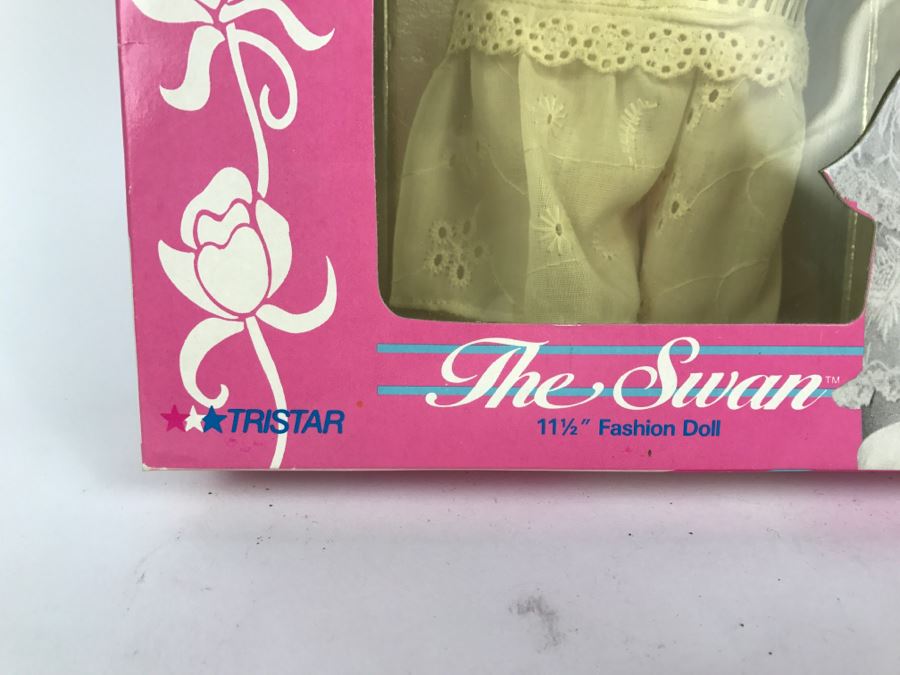 The Swan™
11½" Fashion Doll
TRISTAR